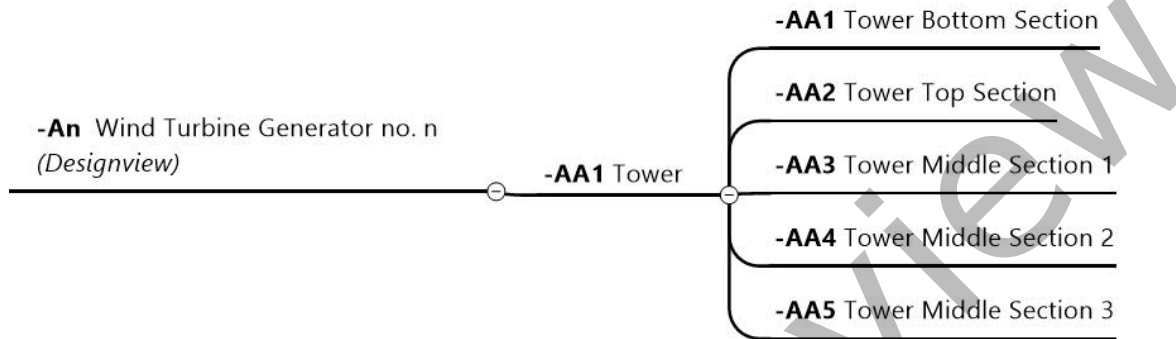 -An Wind Turbine Generator no. n
(Designview)
-AA1 Tower
-AA1 Tower Bottom Section
-AA2 Tower Top Section
-AA3 Tower Middle Section 1
-AA4 Tower Middle Section 2
-AA5 Tower Middle Section 3
view